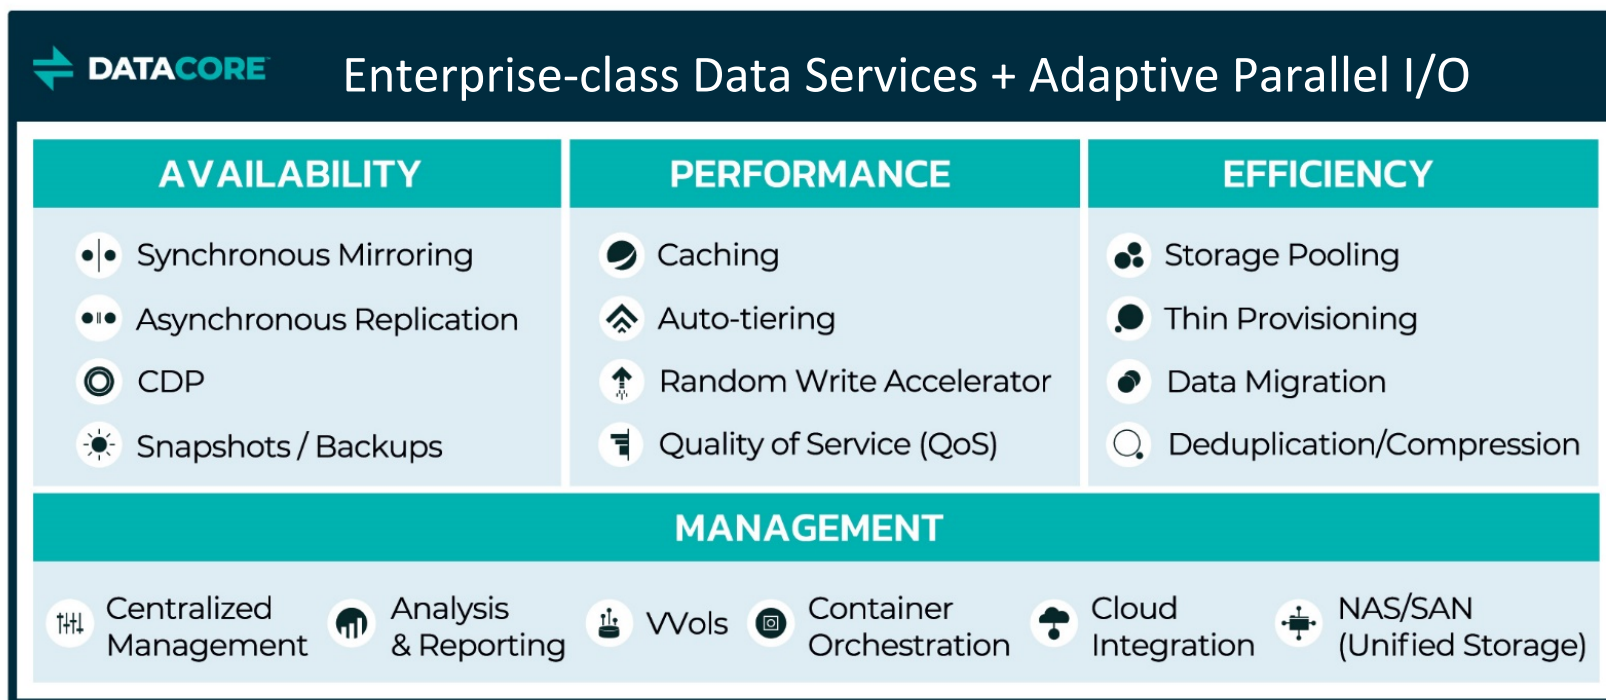 DATACORE™ Enterprise-class Data Services + Adaptive Parallel I/O
AVAILABILITY
Synchronous Mirroring
Asynchronous Replication
CDP
Snapshots / Backups
PERFORMANCE
Caching
Auto-tiering
Random Write Accelerator
Quality of Service (QoS)
EFFICIENCY
Storage Pooling
Thin Provisioning
Data Migration
Deduplication/Compression
MANAGEMENT
Centralized
Management
Analysis
& Reporting
VVols
Container
Orchestration
Cloud
Integration
NAS/SAN
(Unified Storage)